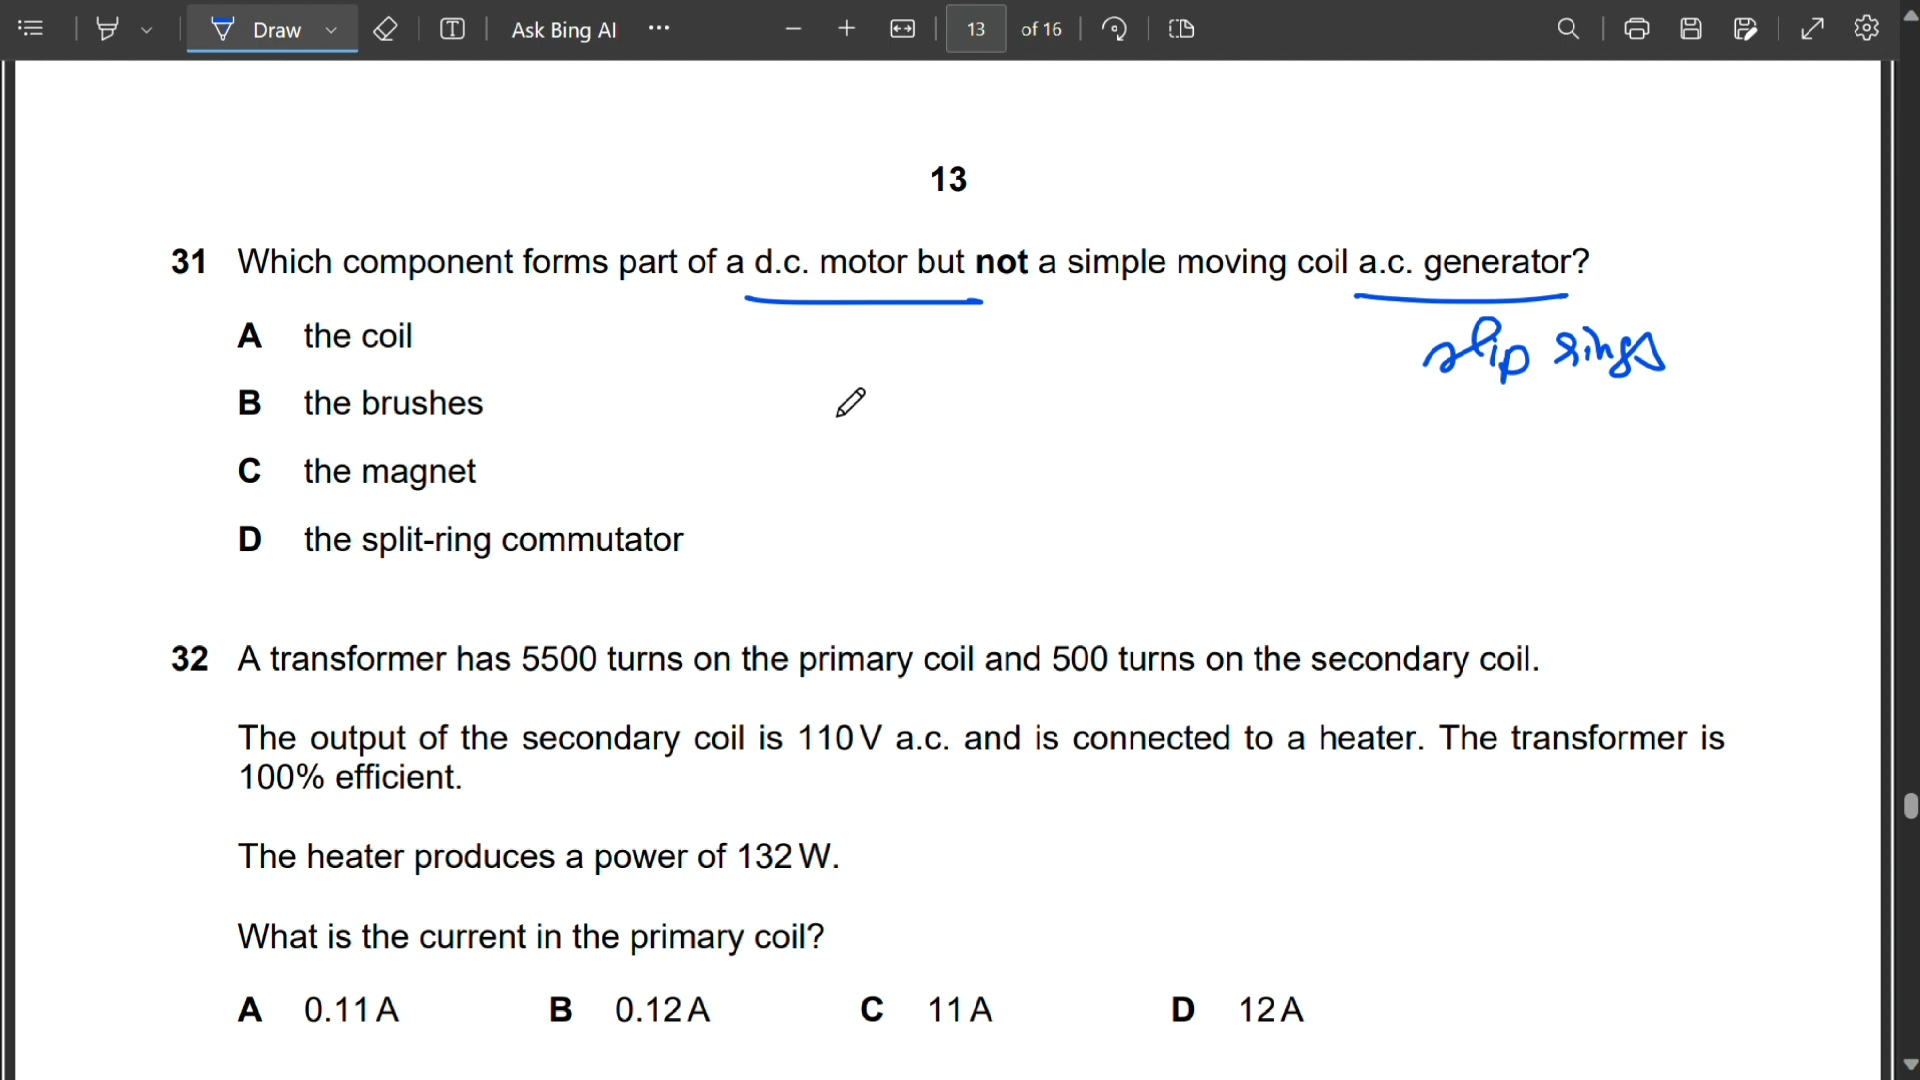 Draw
Ask Bing AI
13
of 16
13
31 Which component forms part of a d.c. motor but not a simple moving coil a.c. generator?
slip rings
A the coil
B the brushes
C the magnet
D the split-ring commutator
32 A transformer has 5500 turns on the primary coil and 500 turns on the secondary coil.
The output of the secondary coil is 110 V a.c. and is connected to a heater. The transformer is
100% efficient.
The heater produces a power of 132 W.
What is the current in the primary coil?
A 0.11 A B 0.12 A C 11 A D 12 A